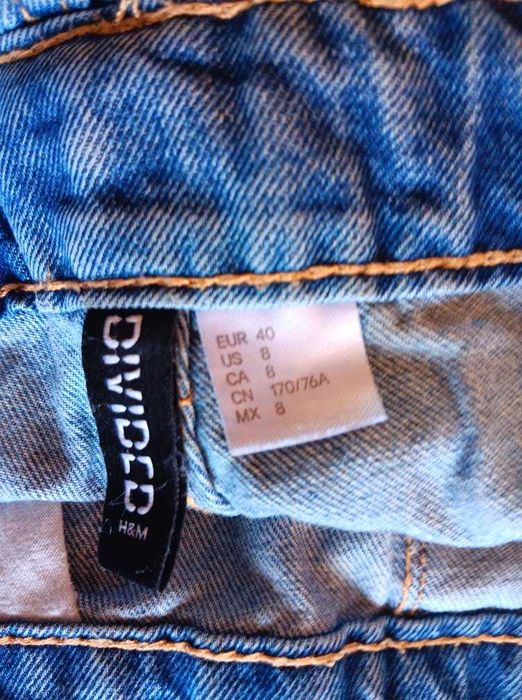 DIVIDED
H&M
EUR 40
US 8
CA 8
CN 170/76A
MX 8